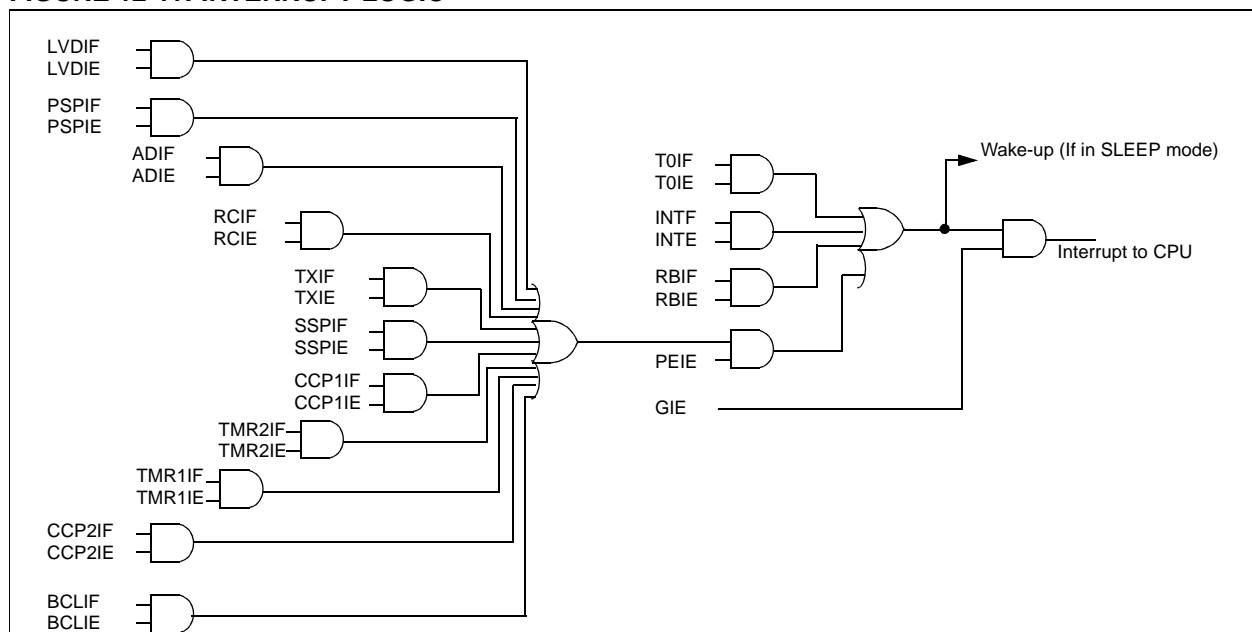 LVDIF
LVDIE
PSPIF
PSPIE
ADIF
ADIE
RCIF
RCIE
TXIF
TXIE
SSPIF
SSPIE
CCP1IF
CCP1IE
TMR2IF
TMR2IE
TMR1IF
TMR1IE
CCP2IF
CCP2IE
BCLIF
BCLIE
T0IF
T0IE
INTF
INTE
RBIF
RBIE
PEIE
GIE
Wake-up (If in SLEEP mode)
Interrupt to CPU